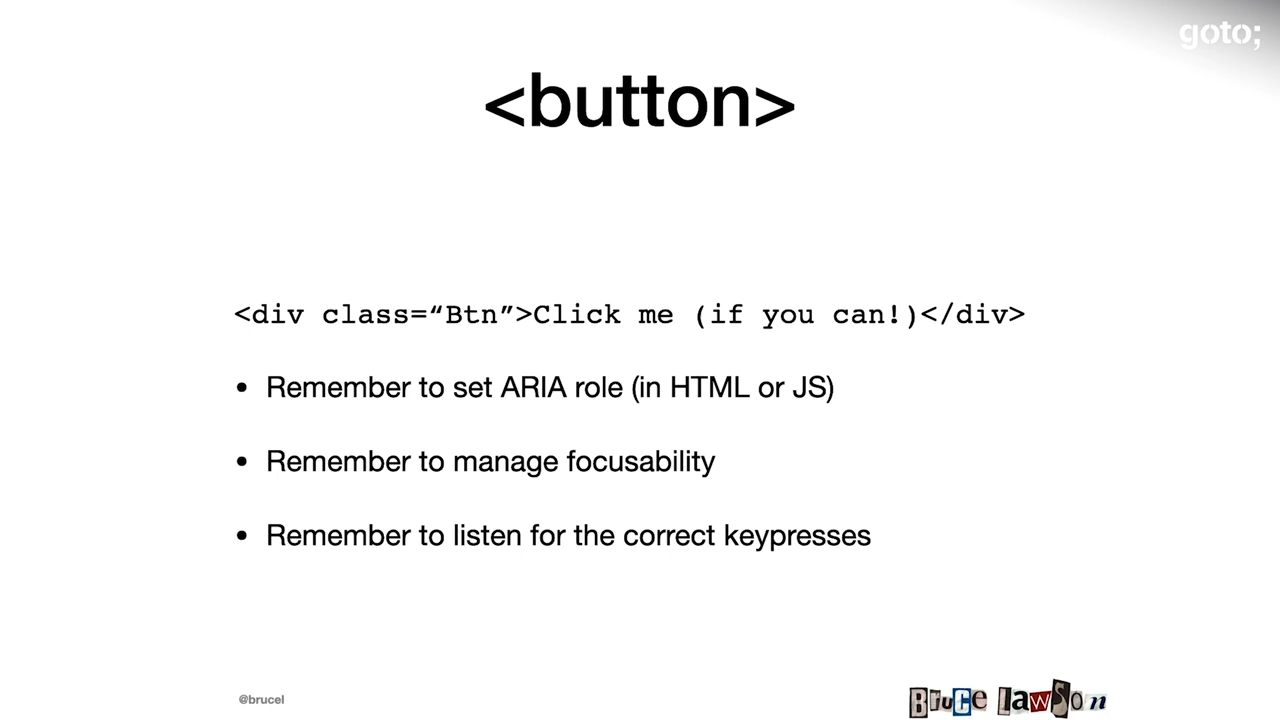 goto;
<button>
<div class=“Btn”>Click me (if you can!)</div>
• Remember to set ARIA role (in HTML or JS)
• Remember to manage focusability
• Remember to listen for the correct keypresses
@brucel
BruCe LawSon